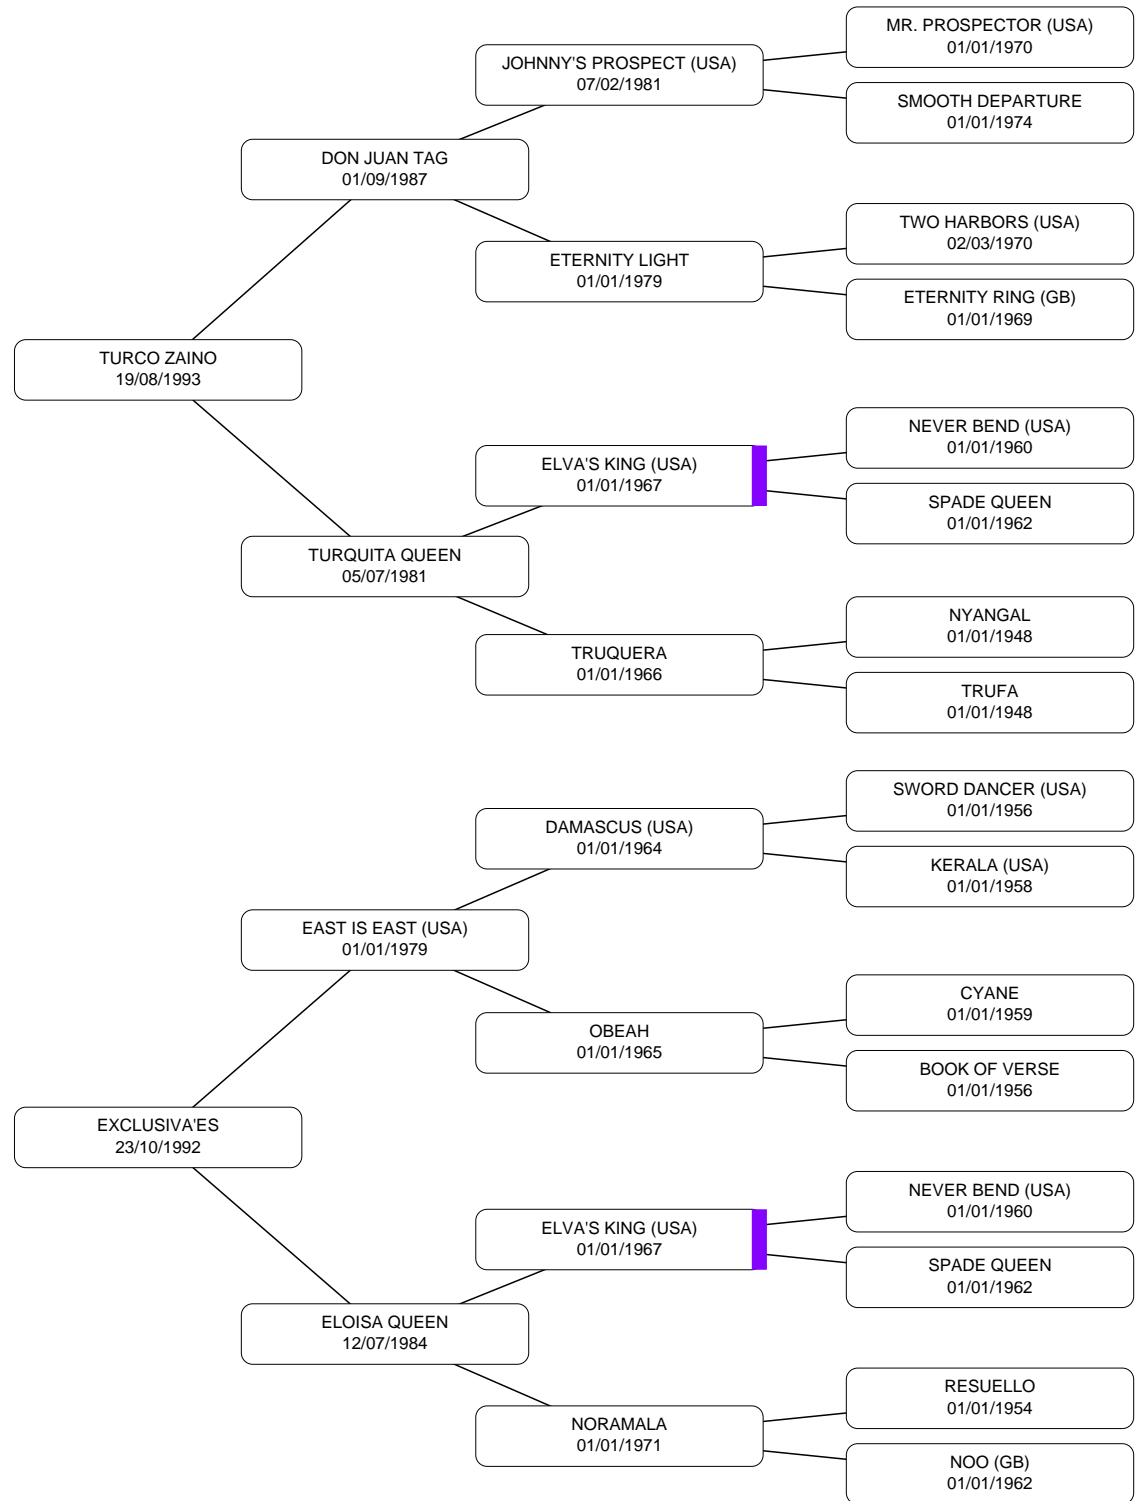 MR. PROSPECTOR (USA)
01/01/1970
JOHNNY'S PROSPECT (USA)
07/02/1981
SMOOTH DEPARTURE
01/01/1974
DON JUAN TAG
01/09/1987
TWO HARBORS (USA)
02/03/1970
ETERNITY LIGHT
01/01/1979
ETERNITY RING (GB)
01/01/1969
TURCO ZAINO
19/08/1993
NEVER BEND (USA)
01/01/1960
ELVA'S KING (USA)
01/01/1967
SPADE QUEEN
01/01/1962
TURQUITA QUEEN
05/07/1981
NYANGAL
01/01/1948
TRUQUERA
01/01/1966
TRUFA
01/01/1948
SWORD DANCER (USA)
01/01/1956
DAMASCUS (USA)
01/01/1964
KERALA (USA)
01/01/1958
EAST IS EAST (USA)
01/01/1979
CYANE
01/01/1959
OBEAH
01/01/1965
BOOK OF VERSE
01/01/1956
EXCLUSIVA'ES
23/10/1992
NEVER BEND (USA)
01/01/1960
ELVA'S KING (USA)
01/01/1967
SPADE QUEEN
01/01/1962
ELOISA QUEEN
12/07/1984
RESUELLO
01/01/1954
NORAMALA
01/01/1971
NOO (GB)
01/01/1962